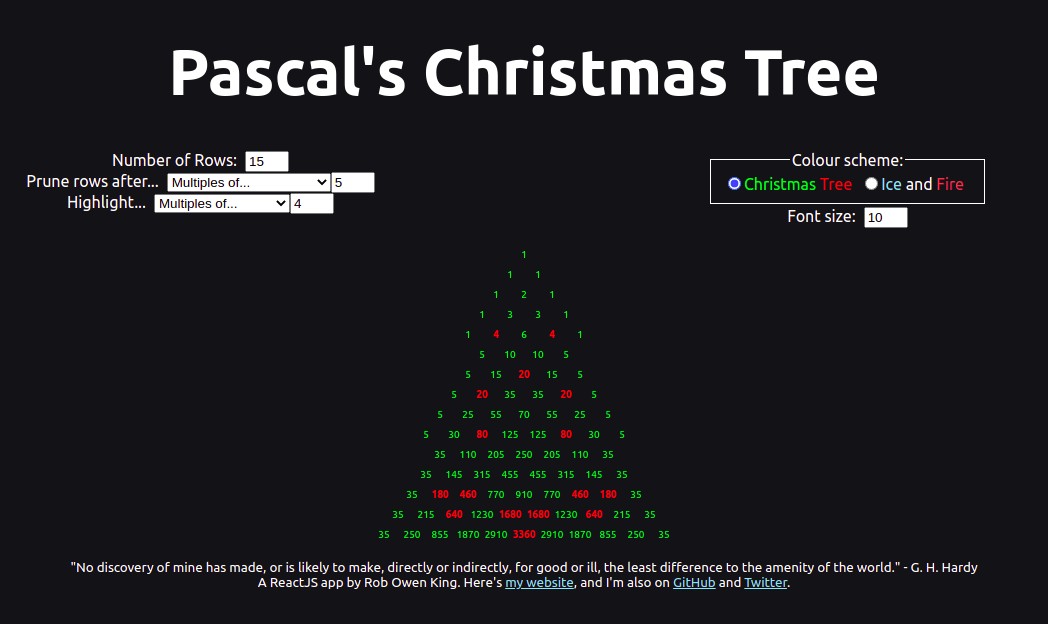 Pascal's Christmas Tree
Number of Rows: 15
Prune rows after... Multiples of... 5
Highlight... Multiples of... 4
Colour scheme:
Christmas Tree Ice and Fire
Font size: 10
1
1 1
1 2 1
1 3 3 1
1 4 6 4 1
5 10 10 5
5 15 20 15 5
5 20 35 35 20 5
5 25 55 70 55 25 5
5 30 80 125 125 80 30 5
35 110 205 250 205 110 35
35 145 315 455 455 315 145 35
35 180 460 770 910 770 460 180 35
35 215 640 1230 1680 1680 1230 640 215 35
35 250 855 1870 2910 3360 2910 1870 855 250 35
"No discovery of mine has made, or is likely to make, directly or indirectly, for good or ill, the least difference to the amenity of the world." - G. H. Hardy
A ReactJS app by Rob Owen King. Here's my website, and I'm also on GitHub and Twitter.